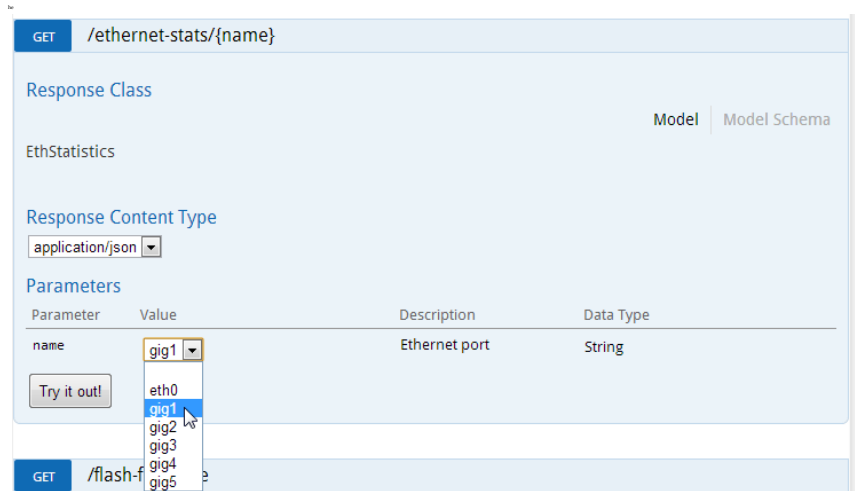 GET /ethernet-stats/{name}
Response Class
Model Model Schema
EthStatistics
Response Content Type
application/json
Parameters
Parameter Value Description Data Type
name gig1 Ethernet port String
Try it out! eth0
gig1
gig2
gig3
gig4
gig5
GET /flash-f